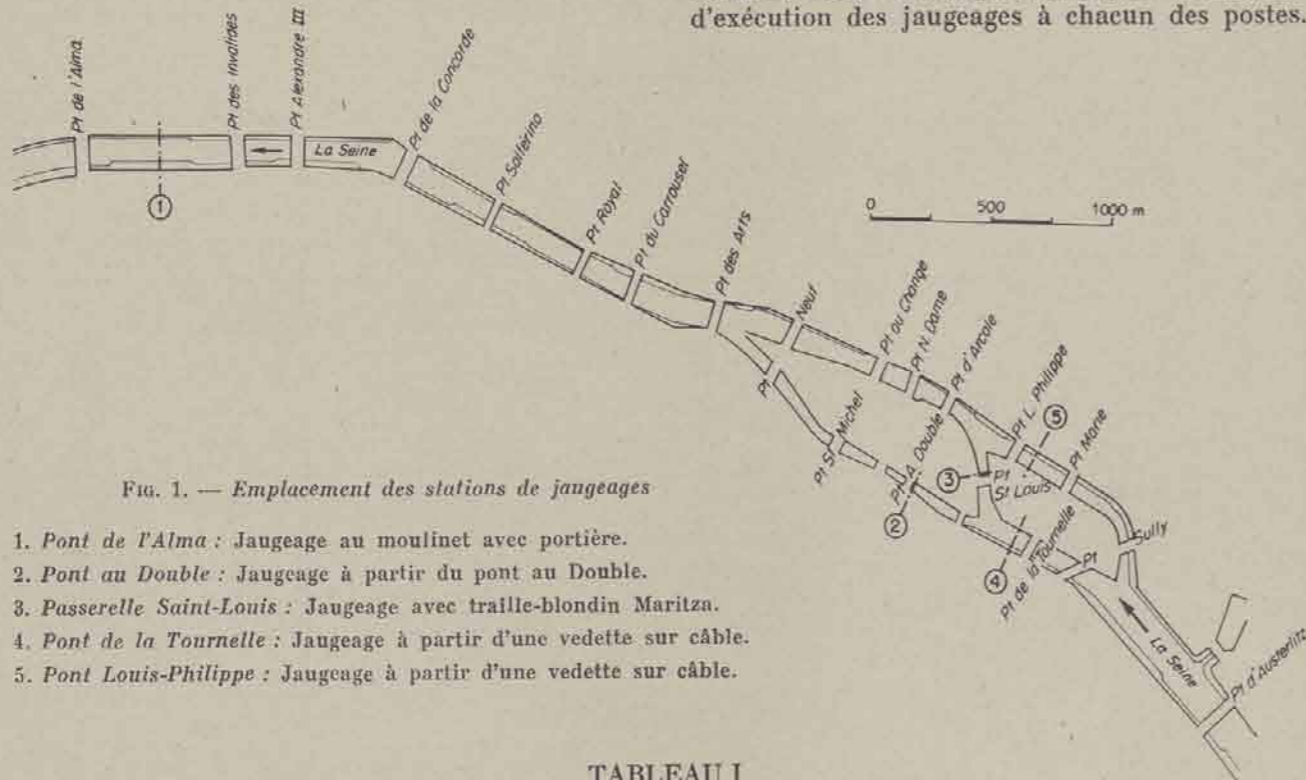 d'exécution des jaugeages à chacun des postes.
Pt de l'Alma
Pt des Invalides
Pt Alexandre III
La Seine
Pt de la Concorde
Pt. Solférino
Pt Royal
Pt du Carrousel
Pt des Arts
Pt
Neuf
Pt au Change
Pt N. Dame
Pt d'Arcole
Pt L. Philippe
Pt Marie
Pt
Sully
Pt St
Michel
Pt A. Double
Pt
St Louis
Pt de la Tournelle
La Seine
Pt d'Austerlitz
1
2
3
4
5
0 500 1000 m
FIG. 1. — Emplacement des stations de jaugeages
1. Pont de l'Alma : Jaugeage au moulinet avec portière.
2. Pont au Double : Jaugeage à partir du pont au Double.
3. Passerelle Saint-Louis : Jaugeage avec traille-blondin Maritza.
4. Pont de la Tournelle : Jaugeage à partir d'une vedette sur câble.
5. Pont Louis-Philippe : Jaugeage à partir d'une vedette sur câble.
TABLEAU I